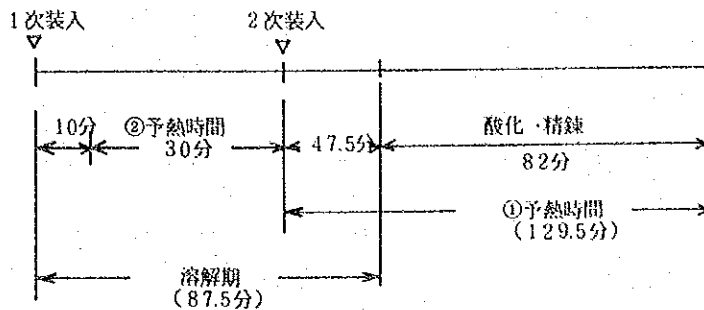 1次装入
2次装入
10分
②予熱時間
30分
47.5分
酸化・精錬
82分
①予熱時間
(129.5分)
溶解期
(87.5分)